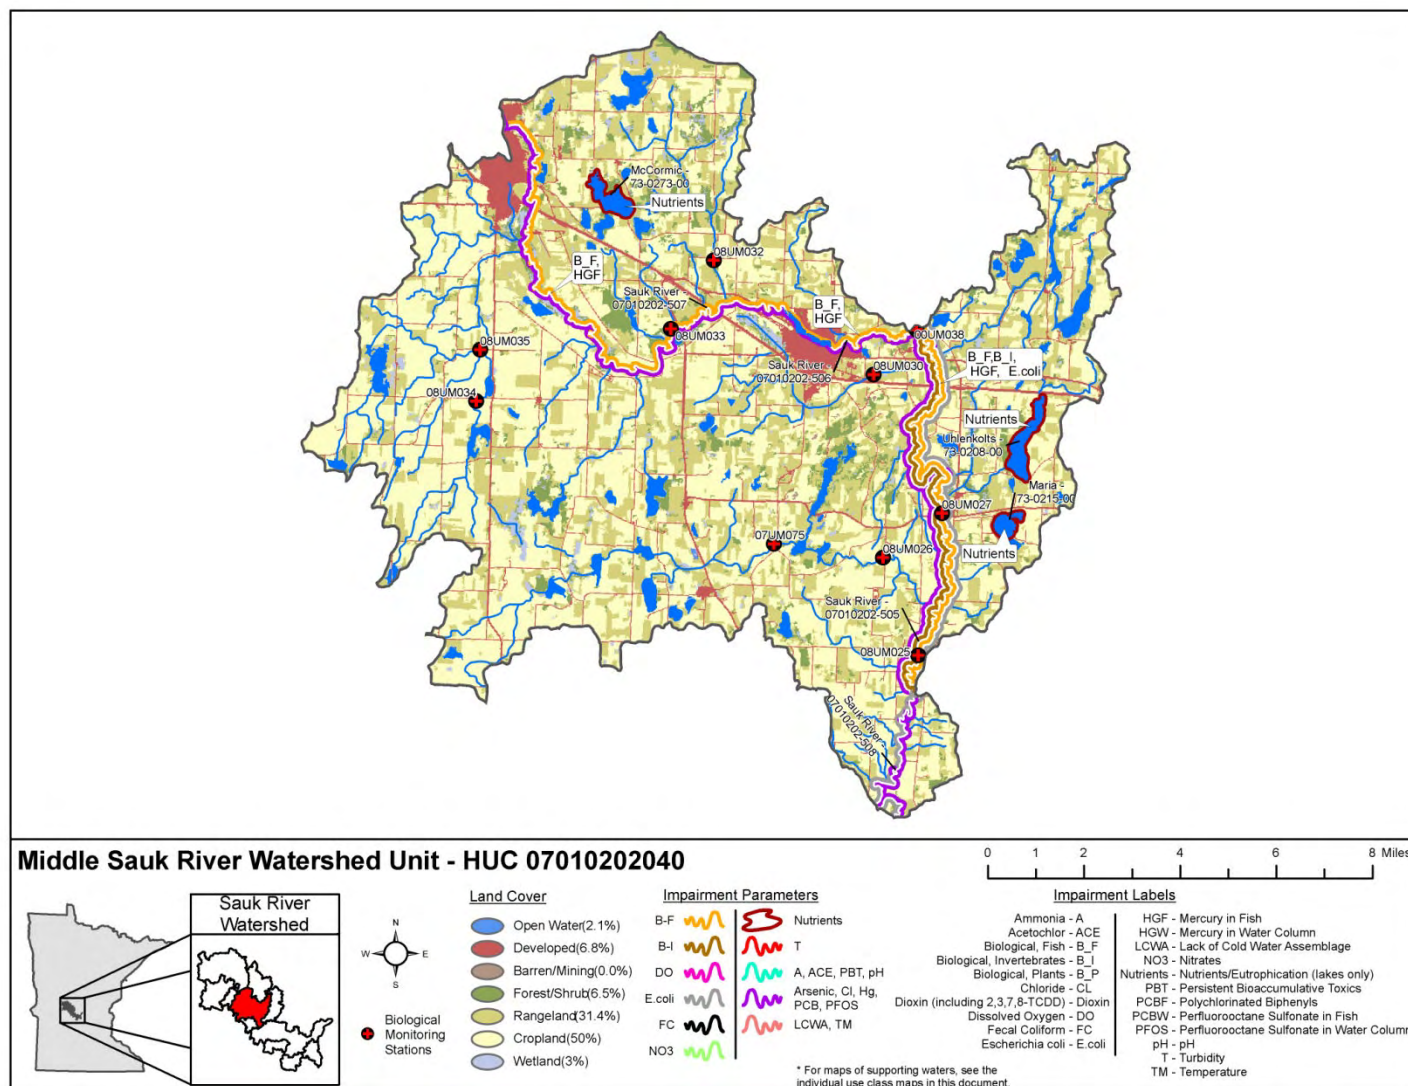 McCormic -
73-0273-00
Nutrients
08UM032
B_F,
HGF
Sauk River -
07010202-507
08UM033
B_F,
HGF
00UM038
08UM035
Sauk River -
07010202-506
08UM030
B_F,B_I,
HGF, E.coli
08UM034
Nutrients
Uhlenkolts -
73-0208-00
Maria -
73-0215-00
08UM027
Nutrients
07UM075
08UM026
Sauk River -
07010202-505
08UM025
Sauk River -
07010202-508
Middle Sauk River Watershed Unit - HUC 07010202040
0 1 2 4 6 8 Miles
Sauk River
Watershed
N
W E
S
Biological
Monitoring
Stations
Land Cover
Open Water(2.1%)
Developed(6.8%)
Barren/Mining(0.0%)
Forest/Shrub(6.5%)
Rangeland(31.4%)
Cropland(50%)
Wetland(3%)
Impairment Parameters
B-F
B-I
DO
E.coli
FC
NO3
Nutrients
T
A, ACE, PBT, pH
Arsenic, Cl, Hg,
PCB, PFOS
LCWA, TM
Impairment Labels
Ammonia - A
Acetochlor - ACE
Biological, Fish - B_F
Biological, Invertebrates - B_I
Biological, Plants - B_P
Chloride - CL
Dioxin (including 2,3,7,8-TCDD) - Dioxin
Dissolved Oxygen - DO
Fecal Coliform - FC
Escherichia coli - E.coli
HGF - Mercury in Fish
HGW - Mercury in Water Column
LCWA - Lack of Cold Water Assemblage
NO3 - Nitrates
Nutrients - Nutrients/Eutrophication (lakes only)
PBT - Persistent Bioaccumulative Toxics
PCBF - Polychlorinated Biphenyls
PCBW - Perfluorooctane Sulfonate in Fish
PFOS - Perfluorooctane Sulfonate in Water Column
pH - pH
T - Turbidity
TM - Temperature
* For maps of supporting waters, see the
individual use class maps in this document.